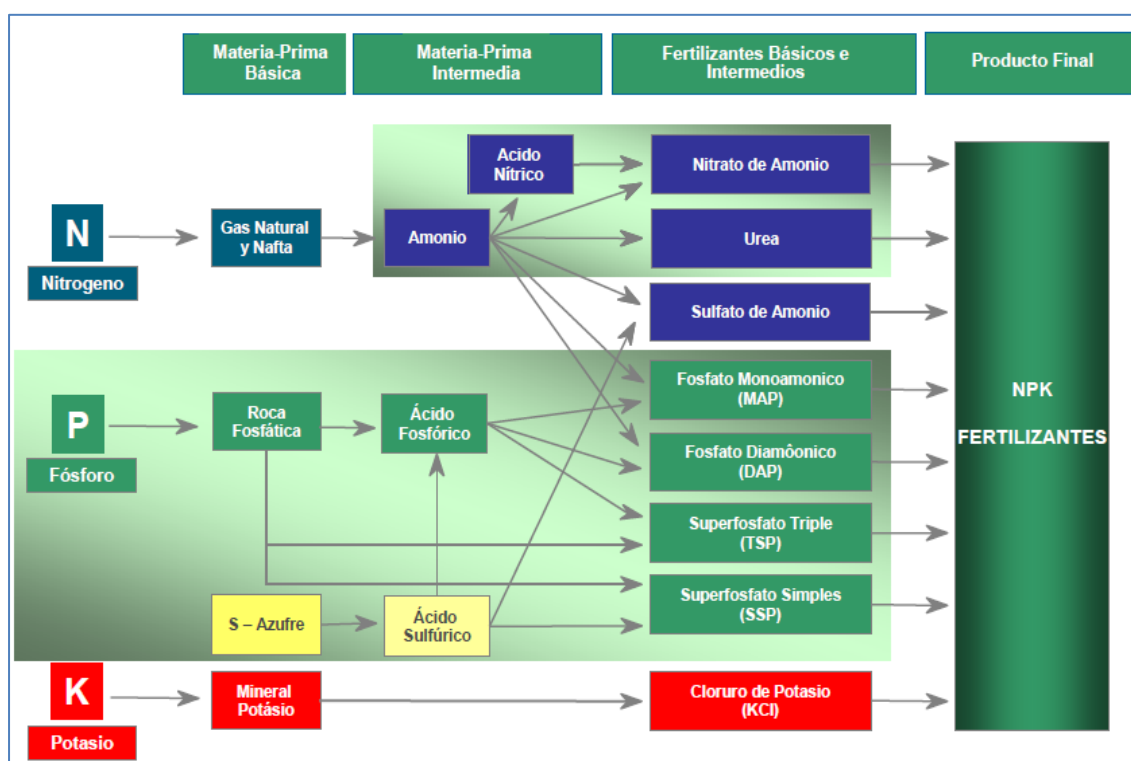 Materia-Prima
Básica
Materia-Prima
Intermedia
Fertilizantes Básicos e
Intermedios
Producto Final
N
Nitrogeno
Gas Natural
y Nafta
Amonio
Acido
Nítrico
Nitrato de Amonio
Urea
Sulfato de Amonio
P
Fósforo
Roca
Fosfática
Ácido
Fosfórico
Fosfato Monoamonico
(MAP)
Fosfato Diamôonico
(DAP)
Superfosfato Triple
(TSP)
Superfosfato Simples
(SSP)
S – Azufre
Ácido
Sulfúrico
K
Potasio
Mineral
Potásio
Cloruro de Potasio
(KCI)
NPK
FERTILIZANTES